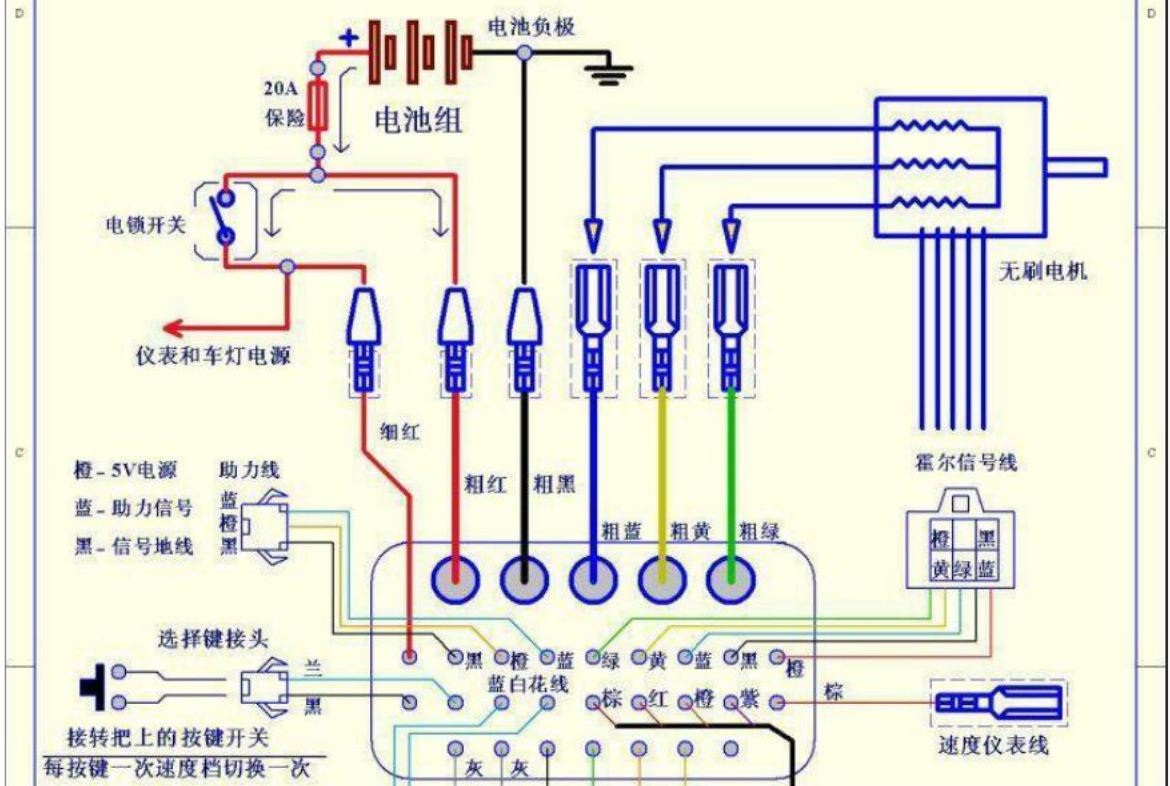 D
D
+
电池负极
20A
保险
电池组
电锁开关
无刷电机
仪表和车灯电源
细红
C
C
橙-5V电源
助力线
蓝-助力信号
黑-信号地线
蓝
橙
黑
粗红
粗黑
粗蓝
粗黄
粗绿
霍尔信号线
橙 黑
黄 绿 蓝
选择键接头
兰
黑
黑 橙 蓝 绿 黄 蓝 黑 橙
蓝白花线
棕 红 橙 紫
棕
速度仪表线
接转把上的按键开关
每按键一次速度档切换一次
灰 灰